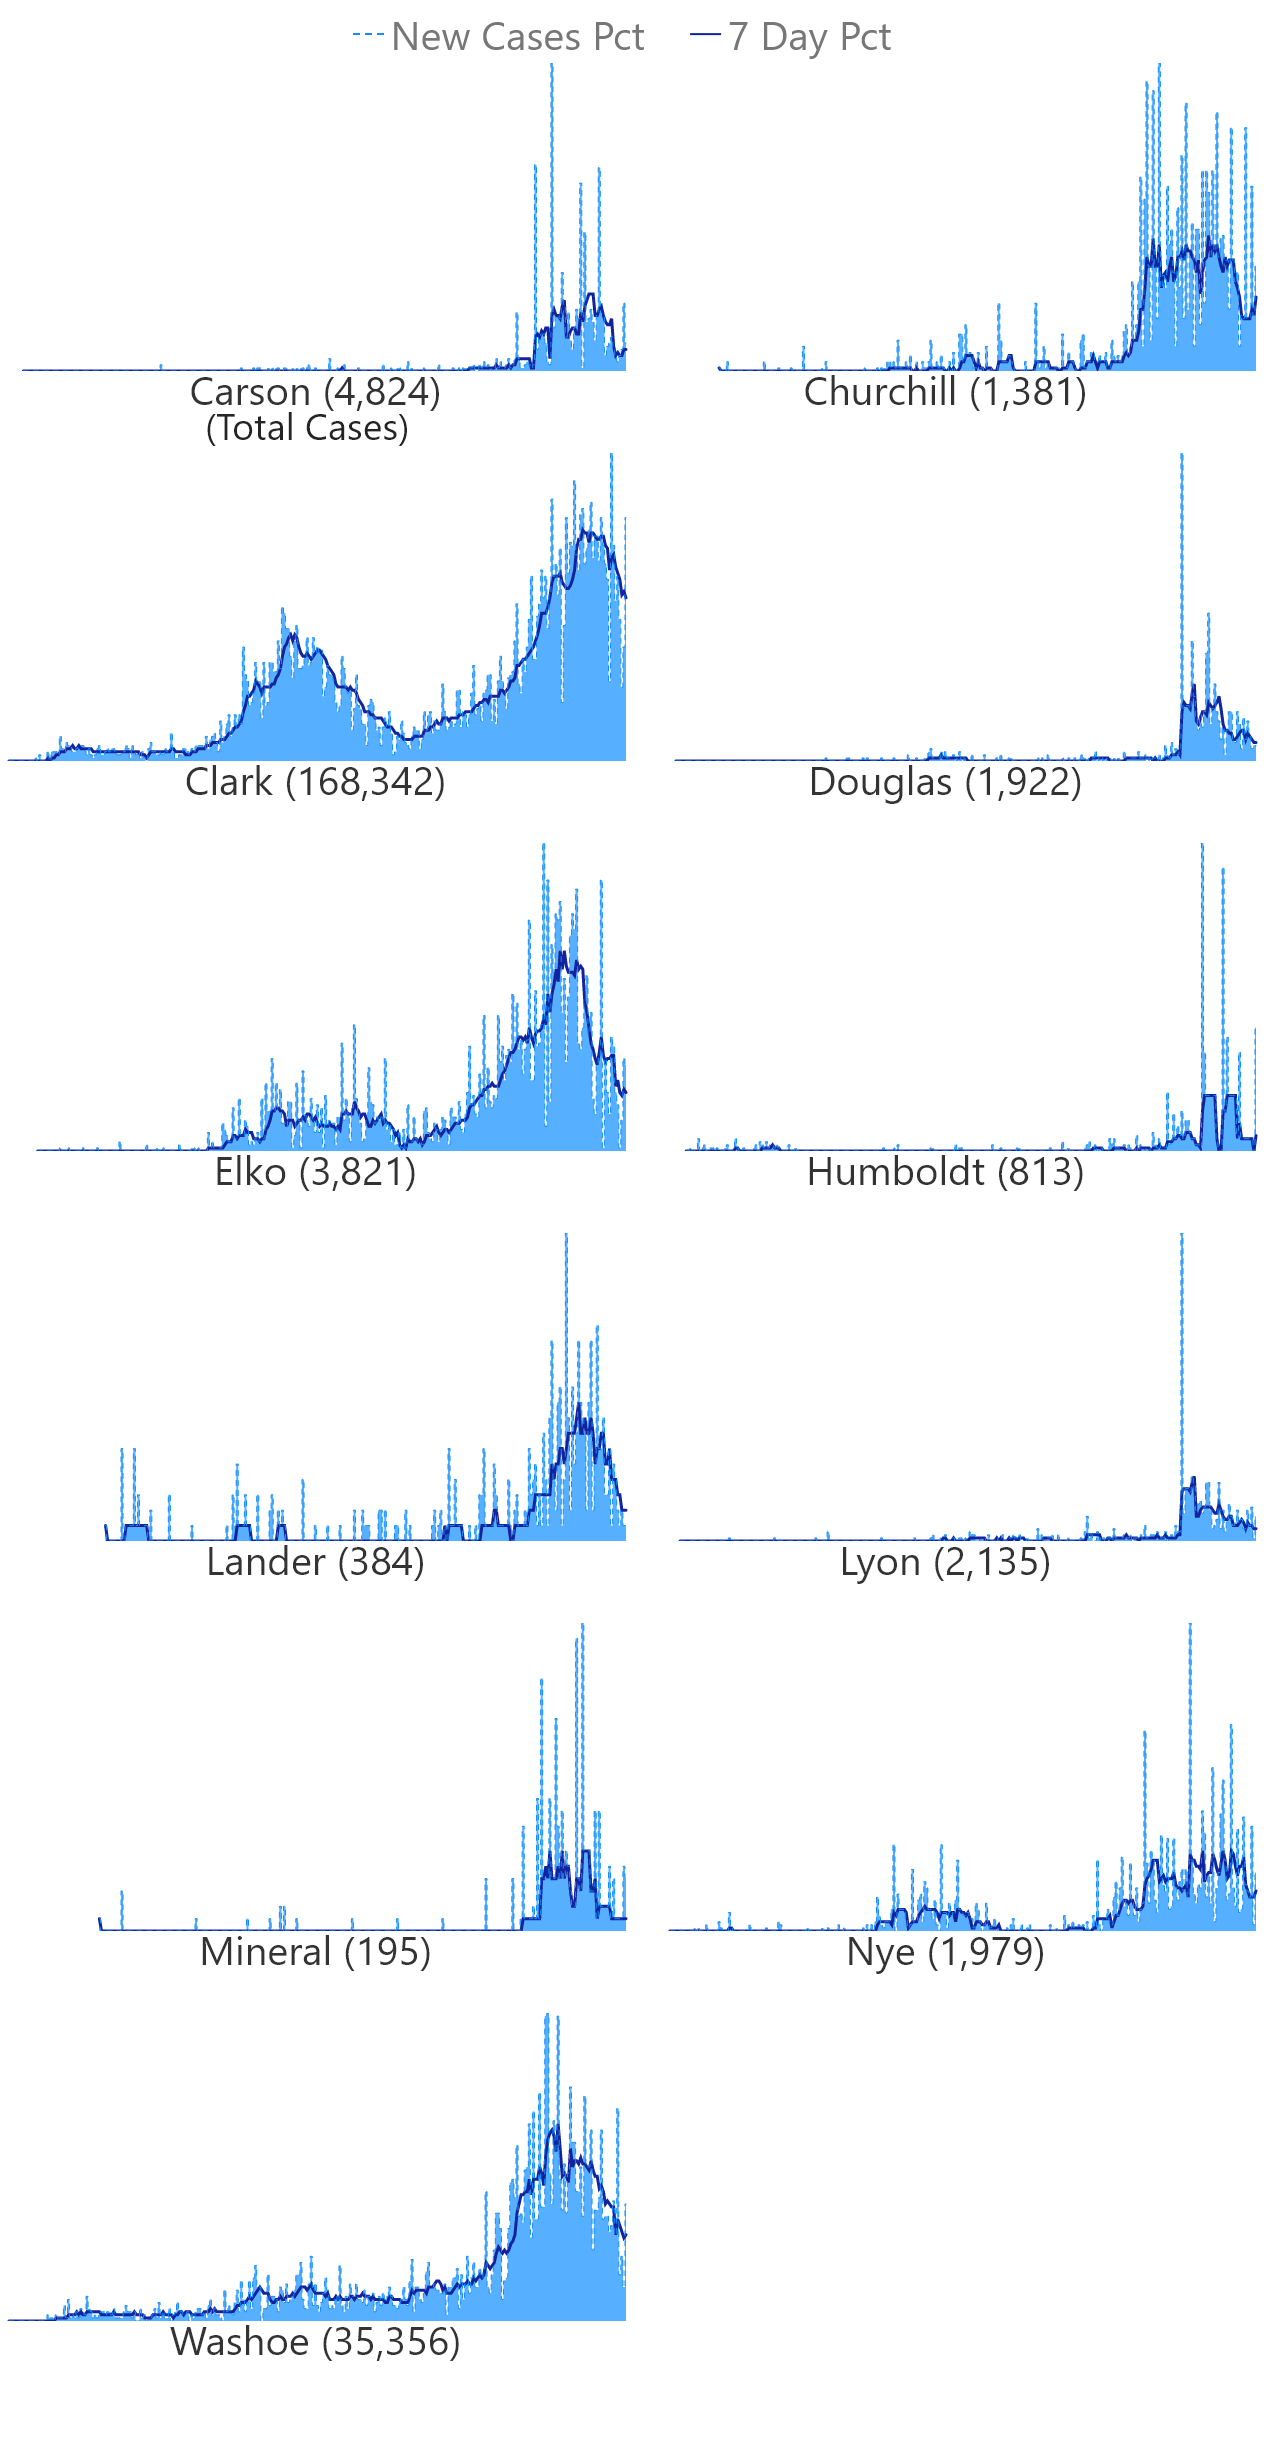 New Cases Pct 7 Day Pct
Carson (4,824) Churchill (1,381)
(Total Cases)
Clark (168,342) Douglas (1,922)
Elko (3,821) Humboldt (813)
Lander (384) Lyon (2,135)
Mineral (195) Nye (1,979)
Washoe (35,356)